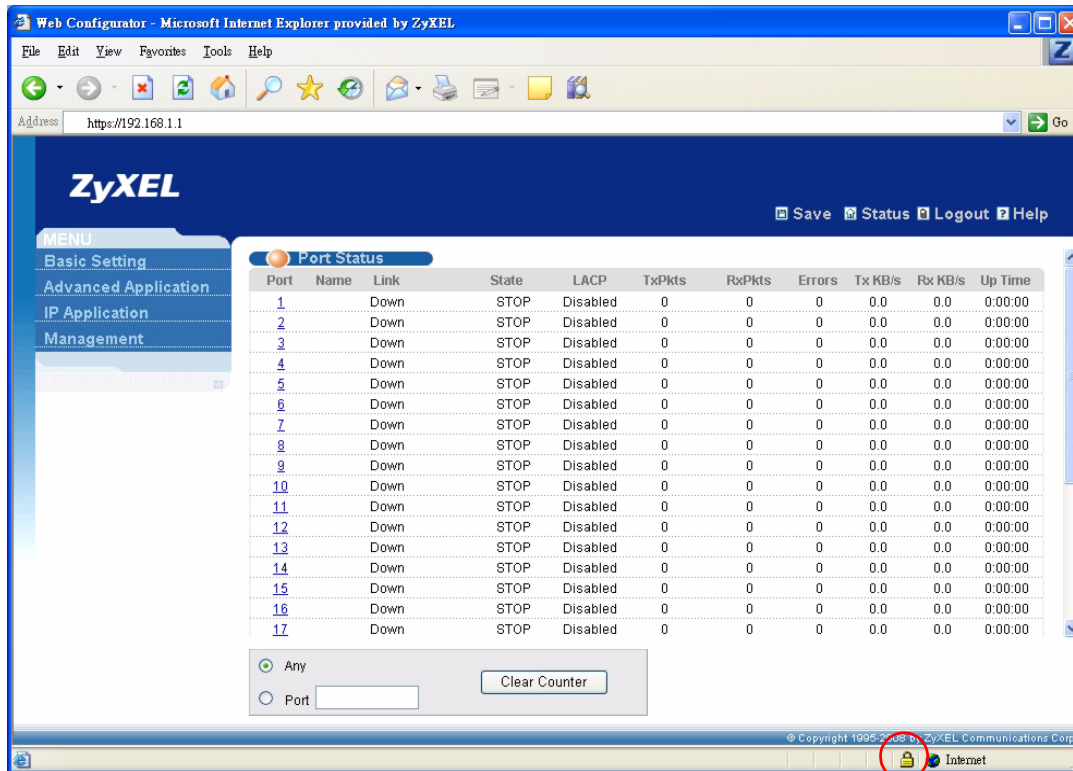 Web Configurator - Microsoft Internet Explorer provided by ZyXEL
File Edit View Favorites Tools Help
Address https://192.168.1.1 Go
ZyXEL
Save Status Logout Help
MENU
Basic Setting
Advanced Application
IP Application
Management
Port Status
Port Name Link State LACP TxPkts RxPkts Errors Tx KB/s Rx KB/s Up Time
1 Down STOP Disabled 0 0 0 0.0 0.0 0:00:00
2 Down STOP Disabled 0 0 0 0.0 0.0 0:00:00
3 Down STOP Disabled 0 0 0 0.0 0.0 0:00:00
4 Down STOP Disabled 0 0 0 0.0 0.0 0:00:00
5 Down STOP Disabled 0 0 0 0.0 0.0 0:00:00
6 Down STOP Disabled 0 0 0 0.0 0.0 0:00:00
7 Down STOP Disabled 0 0 0 0.0 0.0 0:00:00
8 Down STOP Disabled 0 0 0 0.0 0.0 0:00:00
9 Down STOP Disabled 0 0 0 0.0 0.0 0:00:00
10 Down STOP Disabled 0 0 0 0.0 0.0 0:00:00
11 Down STOP Disabled 0 0 0 0.0 0.0 0:00:00
12 Down STOP Disabled 0 0 0 0.0 0.0 0:00:00
13 Down STOP Disabled 0 0 0 0.0 0.0 0:00:00
14 Down STOP Disabled 0 0 0 0.0 0.0 0:00:00
15 Down STOP Disabled 0 0 0 0.0 0.0 0:00:00
16 Down STOP Disabled 0 0 0 0.0 0.0 0:00:00
17 Down STOP Disabled 0 0 0 0.0 0.0 0:00:00
Any
Port
Clear Counter
© Copyright 1995-2008 by ZyXEL Communications Corp
Internet